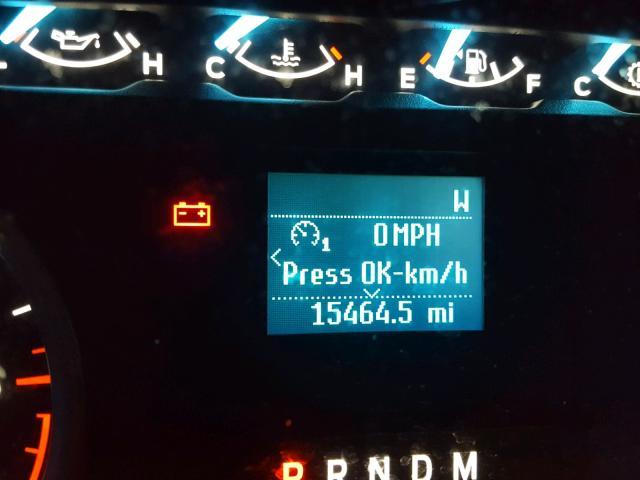 L H C H E F C
W
1 0 MPH
Press OK-km/h
15464.5 mi
P R N D M